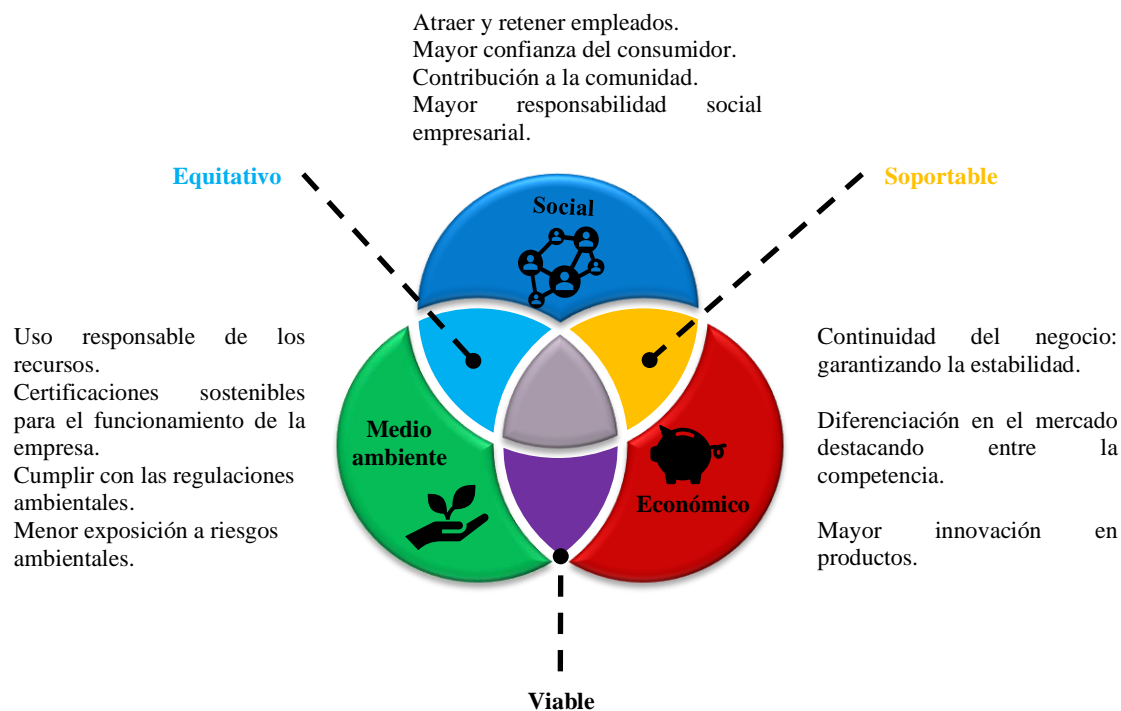 Atraer y retener empleados.
Mayor confianza del consumidor.
Contribución a la comunidad.
Mayor responsabilidad social
empresarial.
Equitativo
Soportable
Social
Uso responsable de los
recursos.
Certificaciones sostenibles
para el funcionamiento de la
empresa.
Cumplir con las regulaciones
ambientales.
Menor exposición a riesgos
ambientales.
Medio
ambiente
Económico
Continuidad del negocio:
garantizando la estabilidad.
Diferenciación en el mercado
destacando entre la
competencia.
Mayor innovación en
productos.
Viable